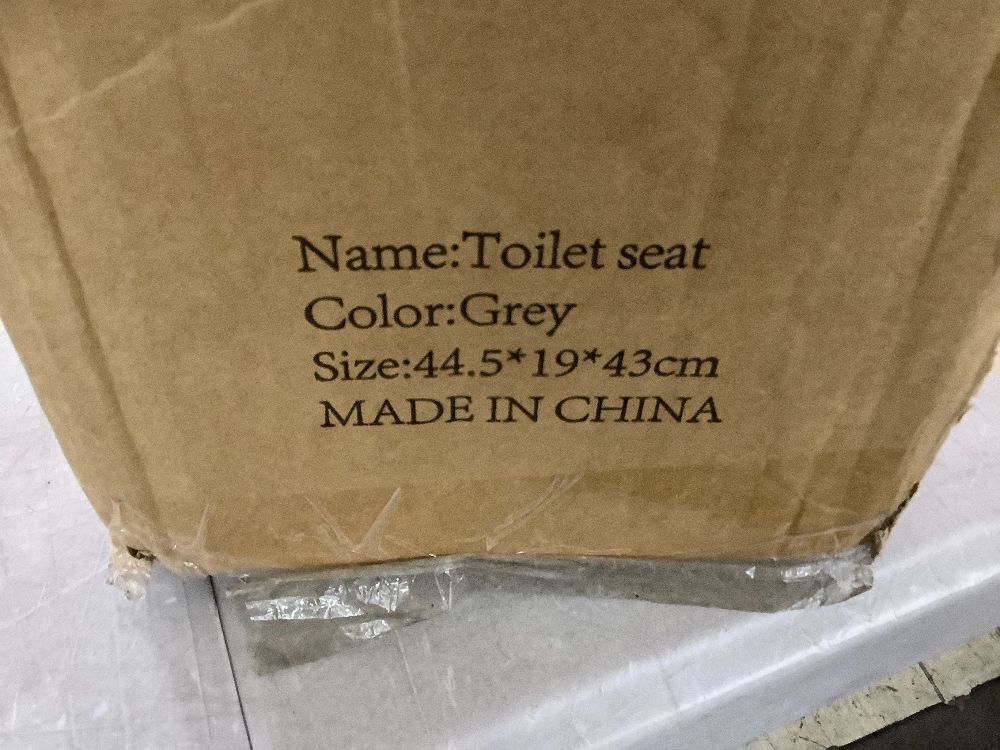 Name:Toilet seat
Color:Grey
Size:44.5*19*43cm
MADE IN CHINA